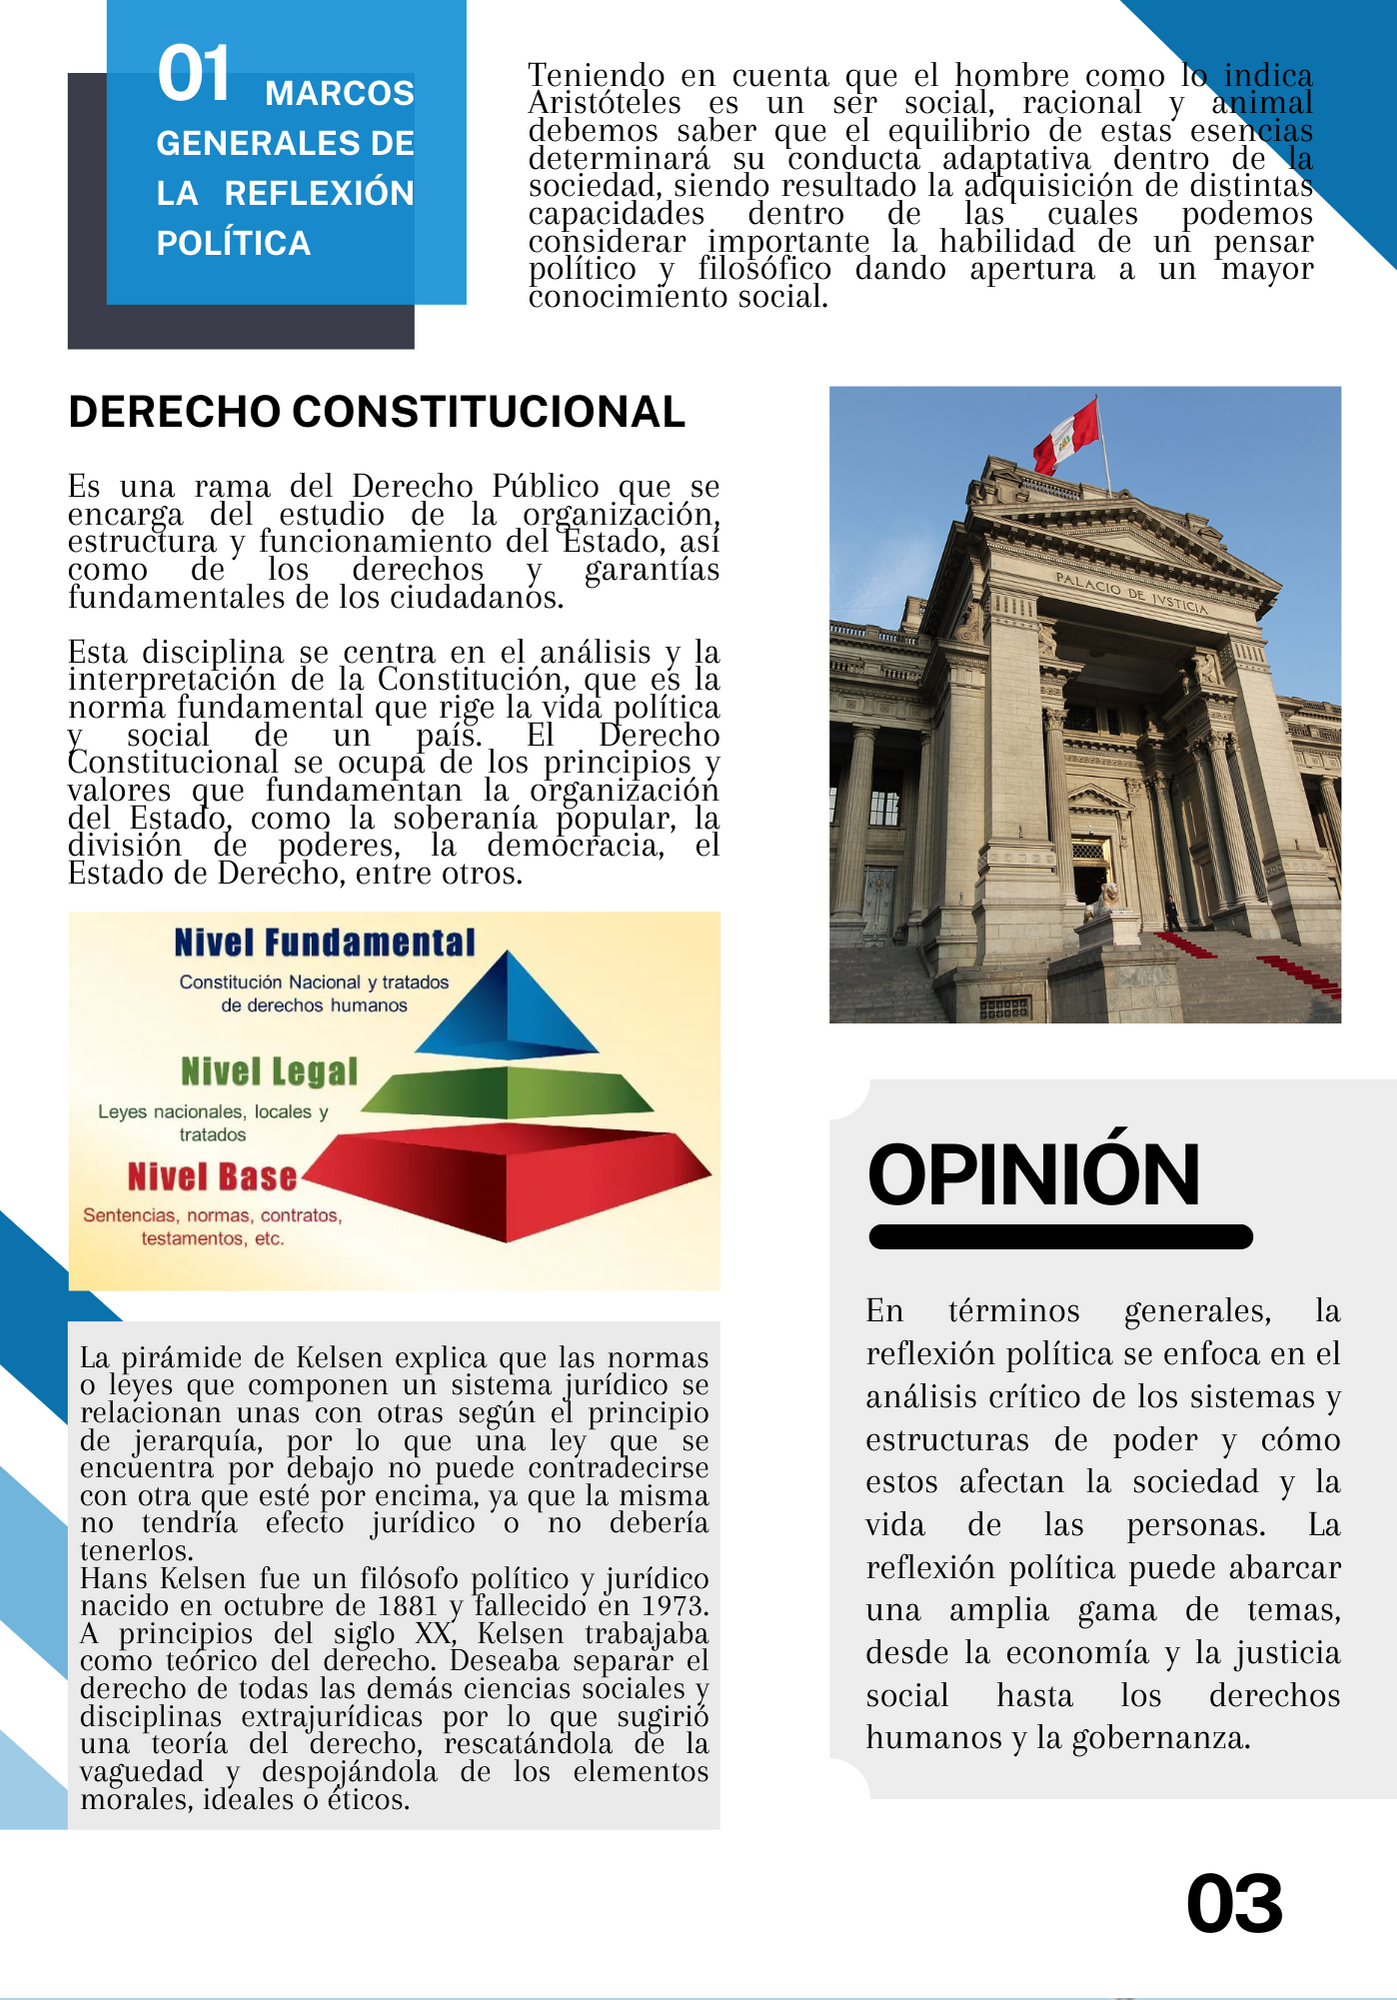 01 MARCOS
GENERALES DE
LA REFLEXIÓN
POLÍTICA
Teniendo en cuenta que el hombre como lo indica
Aristóteles es un ser social, racional y animal
debemos saber que el equilibrio de estas esencias
determinará su conducta adaptativa dentro de la
sociedad, siendo resultado la adquisición de distintas
capacidades dentro de las cuales podemos
considerar importante la habilidad de un pensar
político y filosófico dando apertura a un mayor
conocimiento social.
DERECHO CONSTITUCIONAL
Es una rama del Derecho Público que se
encarga del estudio de la organización,
estructura y funcionamiento del Estado, así
como de los derechos y garantías
fundamentales de los ciudadanos.
Esta disciplina se centra en el análisis y la
interpretación de la Constitución, que es la
norma fundamental que rige la vida política
y social de un país. El Derecho
Constitucional se ocupa de los principios y
valores que fundamentan la organización
del Estado, como la soberanía popular, la
división de poderes, la democracia, el
Estado de Derecho, entre otros.
PALACIO DE JVSTICIA
Nivel Fundamental
Constitución Nacional y tratados
de derechos humanos
Nivel Legal
Leyes nacionales, locales y
tratados
Nivel Base
Sentencias, normas, contratos,
testamentos, etc.
La pirámide de Kelsen explica que las normas
o leyes que componen un sistema jurídico se
relacionan unas con otras según el principio
de jerarquía, por lo que una ley que se
encuentra por debajo no puede contradecirse
con otra que esté por encima, ya que la misma
no tendría efecto jurídico o no debería
tenerlos.
Hans Kelsen fue un filósofo político y jurídico
nacido en octubre de 1881 y fallecido en 1973.
A principios del siglo XX, Kelsen trabajaba
como teórico del derecho. Deseaba separar el
derecho de todas las demás ciencias sociales y
disciplinas extrajurídicas por lo que sugirió
una teoría del derecho, rescatándola de la
vaguedad y despojándola de los elementos
morales, ideales o éticos.
OPINIÓN
En términos generales, la
reflexión política se enfoca en el
análisis crítico de los sistemas y
estructuras de poder y cómo
estos afectan la sociedad y la
vida de las personas. La
reflexión política puede abarcar
una amplia gama de temas,
desde la economía y la justicia
social hasta los derechos
humanos y la gobernanza.
03